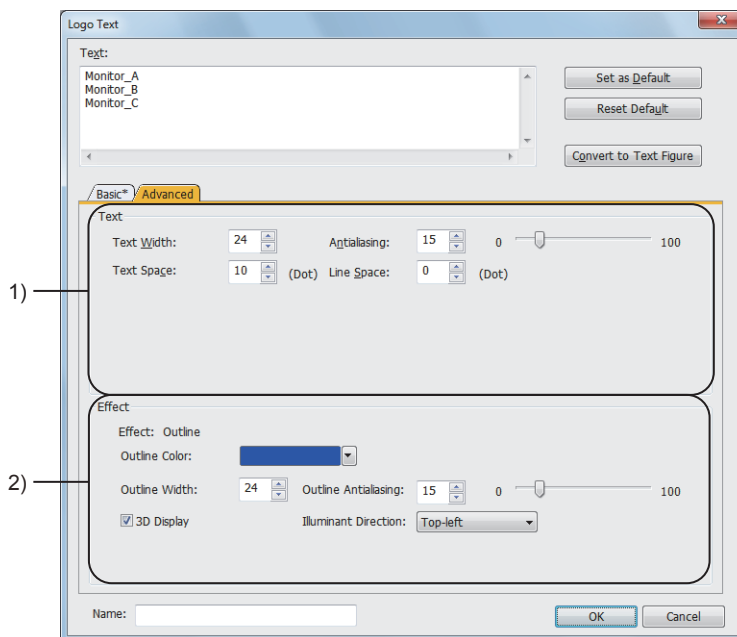 Logo Text
Text:
Monitor_A
Monitor_B
Monitor_C
Set as Default
Reset Default
Convert to Text Figure
Basic* Advanced
Text
Text Width: 24 Antialiasing: 15 0 100
Text Space: 10 (Dot) Line Space: 0 (Dot)
1)
Effect
Effect: Outline
Outline Color:
2)
Outline Width: 24 Outline Antialiasing: 15 0 100
3D Display Illuminant Direction: Top-left
Name:
OK Cancel